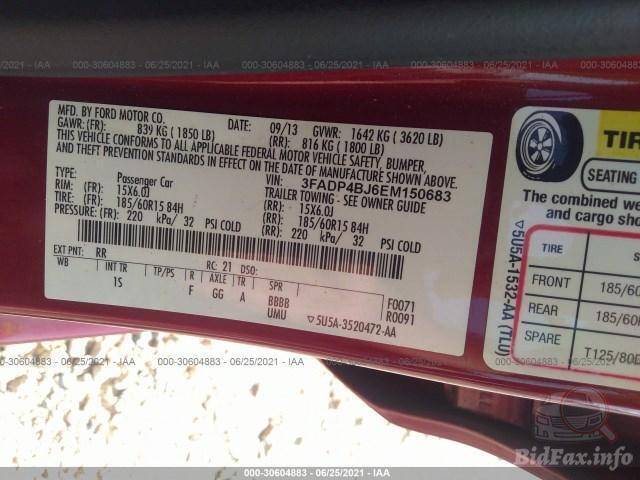 000-30604883 - 06/25/2021 - IAA
MFD. BY FORD MOTOR CO.
DATE: 09/13 GVWR: 1642 KG ( 3620 LB)
GAWR: (FR): 839 KG ( 1850 LB) (RR): 816 KG ( 1800 LB)
THIS VEHICLE CONFORMS TO ALL APPLICABLE FEDERAL MOTOR VEHICLE SAFETY, BUMPER,
AND THEFT PREVENTION STANDARDS IN EFFECT ON THE DATE OF MANUFACTURE SHOWN ABOVE.
VIN: 3FADP4BJ6EM150683
TYPE: Passenger Car TRAILER TOWING - SEE OWNER GUIDE
RIM: 15X6.0J RIM: 15X6.0J
TIRE: 185/60R15 84H TIRE: 185/60R15 84H
PRESSURE: (FR) 220 kPa/ 32 PSI COLD (RR): 220 kPa/ 32 PSI COLD
EXT PNT: RR RC: 21 DSO:
WB INT TR TP/PS R AXLE TR SPR
1S F GG A BBBB
UMU
F0071
R0091
▽5U5A-3520472-AA
TIR
SEATING
The combined we
and cargo sho
TIRE S
FRONT 185/60
REAR 185/60
SPARE T125/80
▽5U5A-1532-AA (TLU)
000-30604883 - 06/25/2021 - IAA
BidFax.info